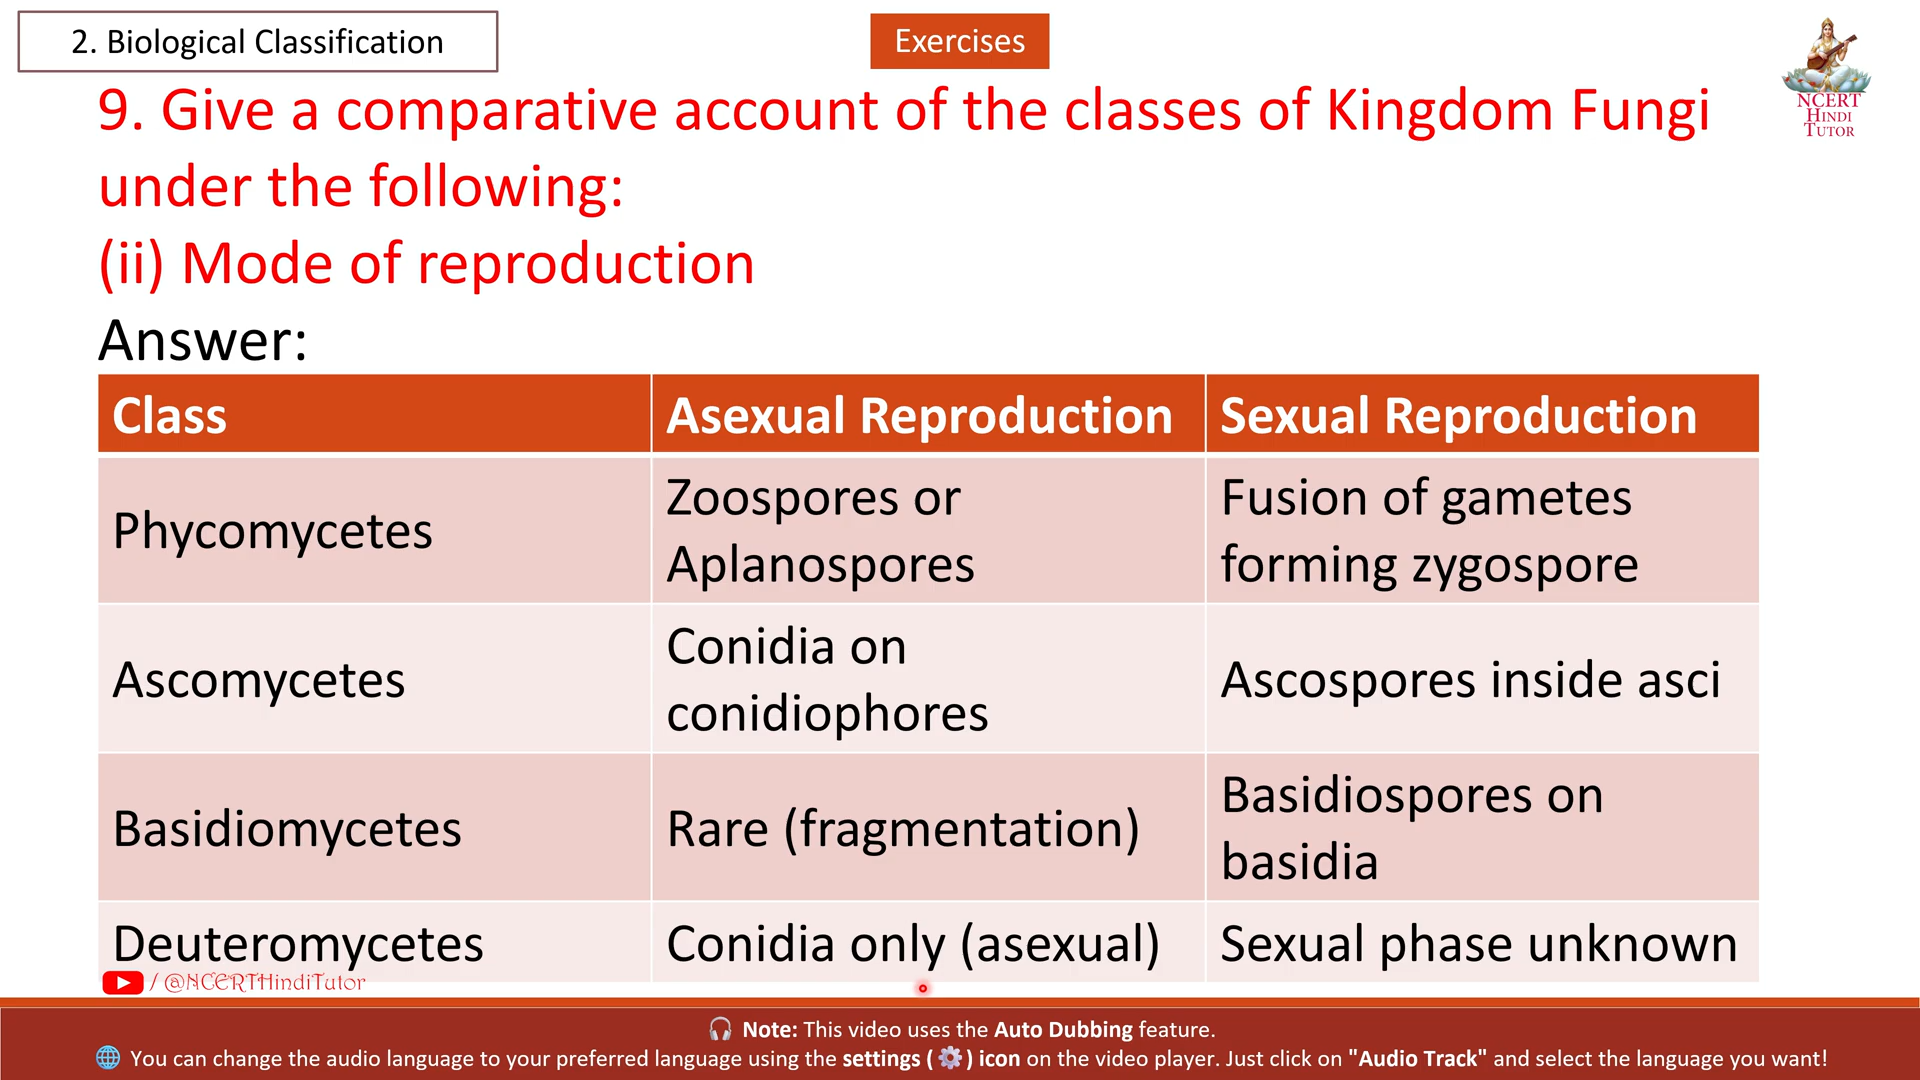 2. Biological Classification
Exercises
NCERT
HINDI
TUTOR
9. Give a comparative account of the classes of Kingdom Fungi
under the following:
(ii) Mode of reproduction
Answer:
Class
Asexual Reproduction
Sexual Reproduction
Phycomycetes
Zoospores or
Aplanospores
Fusion of gametes
forming zygospore
Ascomycetes
Conidia on
conidiophores
Ascospores inside asci
Basidiomycetes
Rare (fragmentation)
Basidiospores on
basidia
Deuteromycetes
Conidia only (asexual)
Sexual phase unknown
/ @NCERTHindiTutor
🎧 Note: This video uses the Auto Dubbing feature.
🌐 You can change the audio language to your preferred language using the settings ( ⚙️ ) icon on the video player. Just click on "Audio Track" and select the language you want!